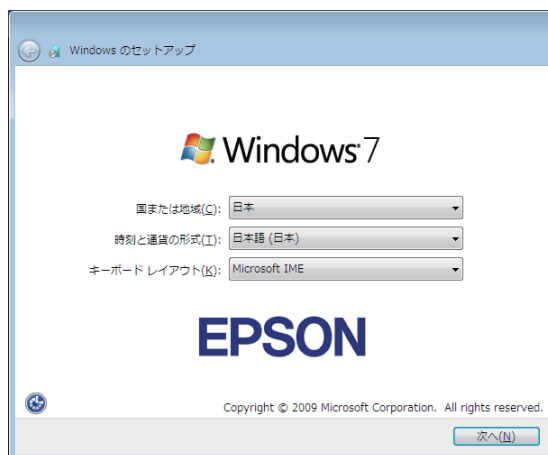 Windows のセットアップ
Windows 7
国または地域(C): 日本
時刻と通貨の形式(T): 日本語 (日本)
キーボード レイアウト(K): Microsoft IME
EPSON
Copyright © 2009 Microsoft Corporation. All rights reserved.
次へ(N)